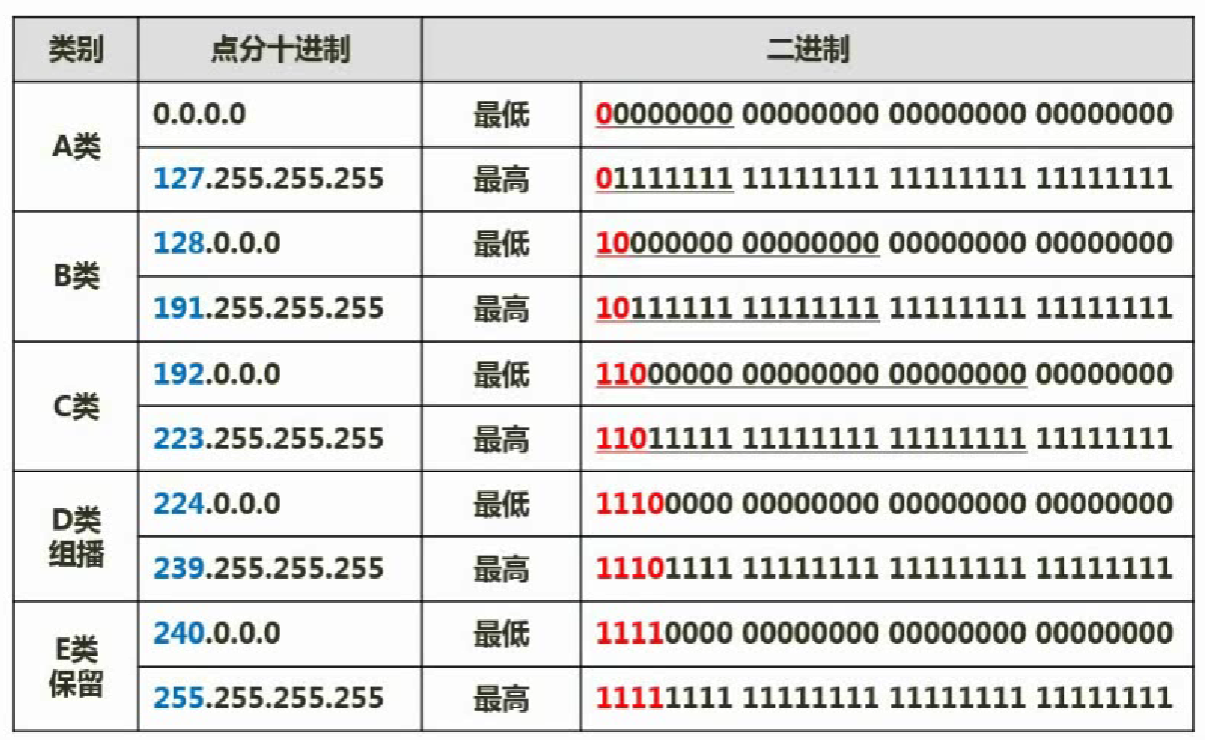 类别 点分十进制 二进制
A类
0.0.0.0 最低 00000000 00000000 00000000 00000000
127.255.255.255 最高 01111111 11111111 11111111 11111111
B类
128.0.0.0 最低 10000000 00000000 00000000 00000000
191.255.255.255 最高 10111111 11111111 11111111 11111111
C类
192.0.0.0 最低 11000000 00000000 00000000 00000000
223.255.255.255 最高 11011111 11111111 11111111 11111111
D类
组播
224.0.0.0 最低 11100000 00000000 00000000 00000000
239.255.255.255 最高 11101111 11111111 11111111 11111111
E类
保留
240.0.0.0 最低 11110000 00000000 00000000 00000000
255.255.255.255 最高 11111111 11111111 11111111 11111111